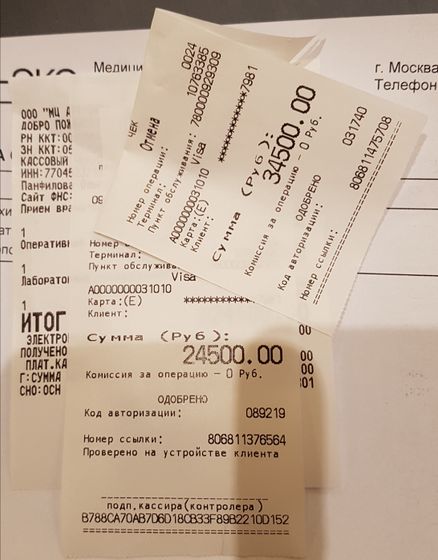 Медици
г. Москва
Телефон
ЧЕК
Отмена
0024
Номер операции:
10763385
Терминал:
780000929309
Пункт обслуживания:
Visa
A0000000031010
Карта:(E)
************7981
Клиент:
Сумма (Руб):
34500.00
Комиссия за операцию – 0 Руб.
ОДОБРЕНО
Код авторизации:
031740
Номер ссылки:
806811475708
ООО "МЦ А
ДОБРО ПОЖ
РН ККТ:00
ЗН ККТ:05
КАССОВЫЙ
ИНН:77045
Панфилова
Сайт ФНС:
Прием вра
1
Оперативн
1
Лаборатор
1
ИТОГ
ЭЛЕКТРО
ПОЛУЧЕНО
ПЛАТ.КА
Г:СУММА
СНО:ОСН
Номер
Терминал:
Пункт обслужива
Visa
A0000000031010
Карта:(E)
Клиент:
Сумма (Руб):
24500.00
Комиссия за операцию – 0 Руб.
ОДОБРЕНО
Код авторизации:
089219
Номер ссылки:
806811376564
Проверено на устройстве клиента
подп.кассира(контролера)
B788CA70AB7D6D18CB33F89B2210D152